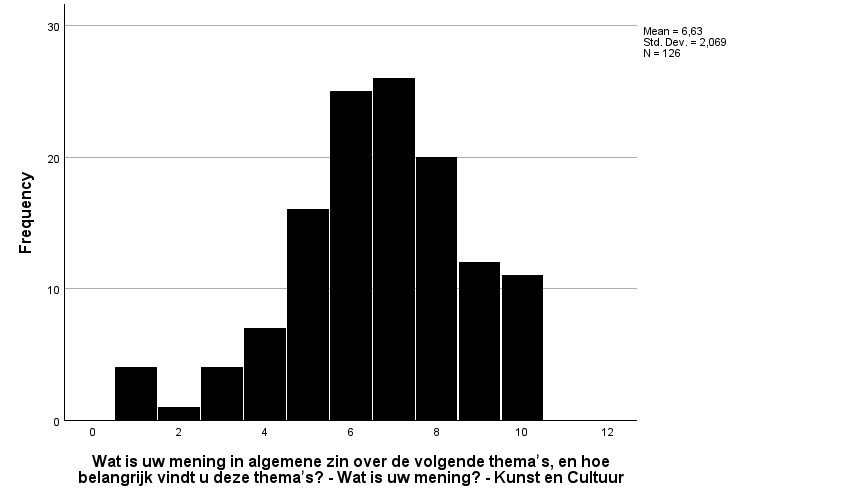 30
20
10
0
Frequency
0 2 4 6 8 10 12
Wat is uw mening in algemene zin over de volgende thema's, en hoe
belangrijk vindt u deze thema's? - Wat is uw mening? - Kunst en Cultuur
Mean = 6,63
Std. Dev. = 2,069
N = 126